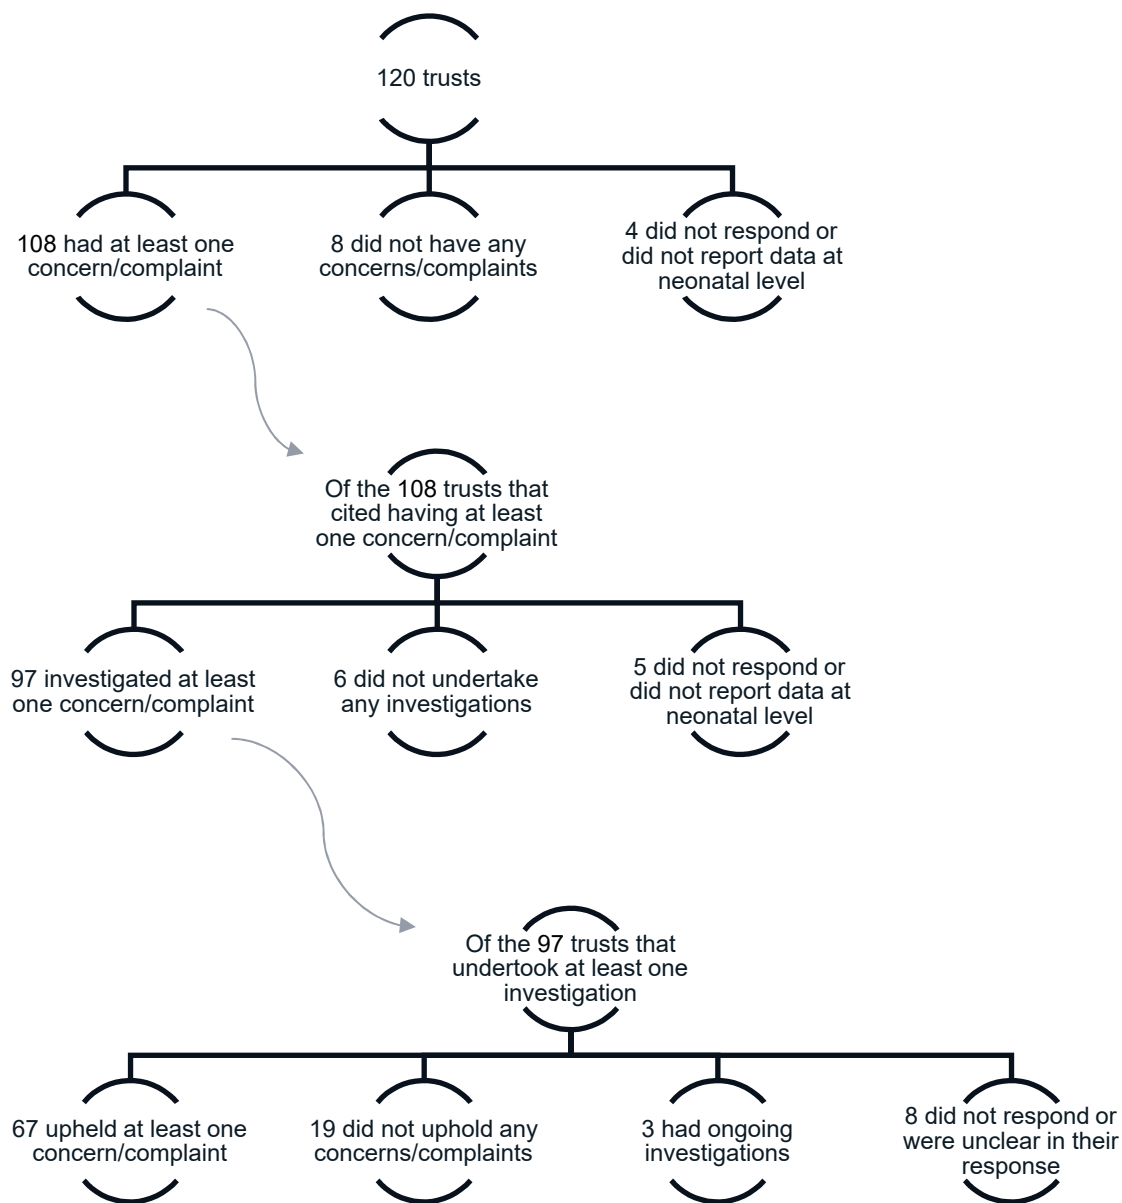 120 trusts
108 had at least one
concern/complaint
8 did not have any
concerns/complaints
4 did not respond or
did not report data at
neonatal level
Of the 108 trusts that
cited having at least
one concern/complaint
97 investigated at least
one concern/complaint
6 did not undertake
any investigations
5 did not respond or
did not report data at
neonatal level
Of the 97 trusts that
undertook at least one
investigation
67 upheld at least one
concern/complaint
19 did not uphold any
concerns/complaints
3 had ongoing
investigations
8 did not respond or
were unclear in their
response